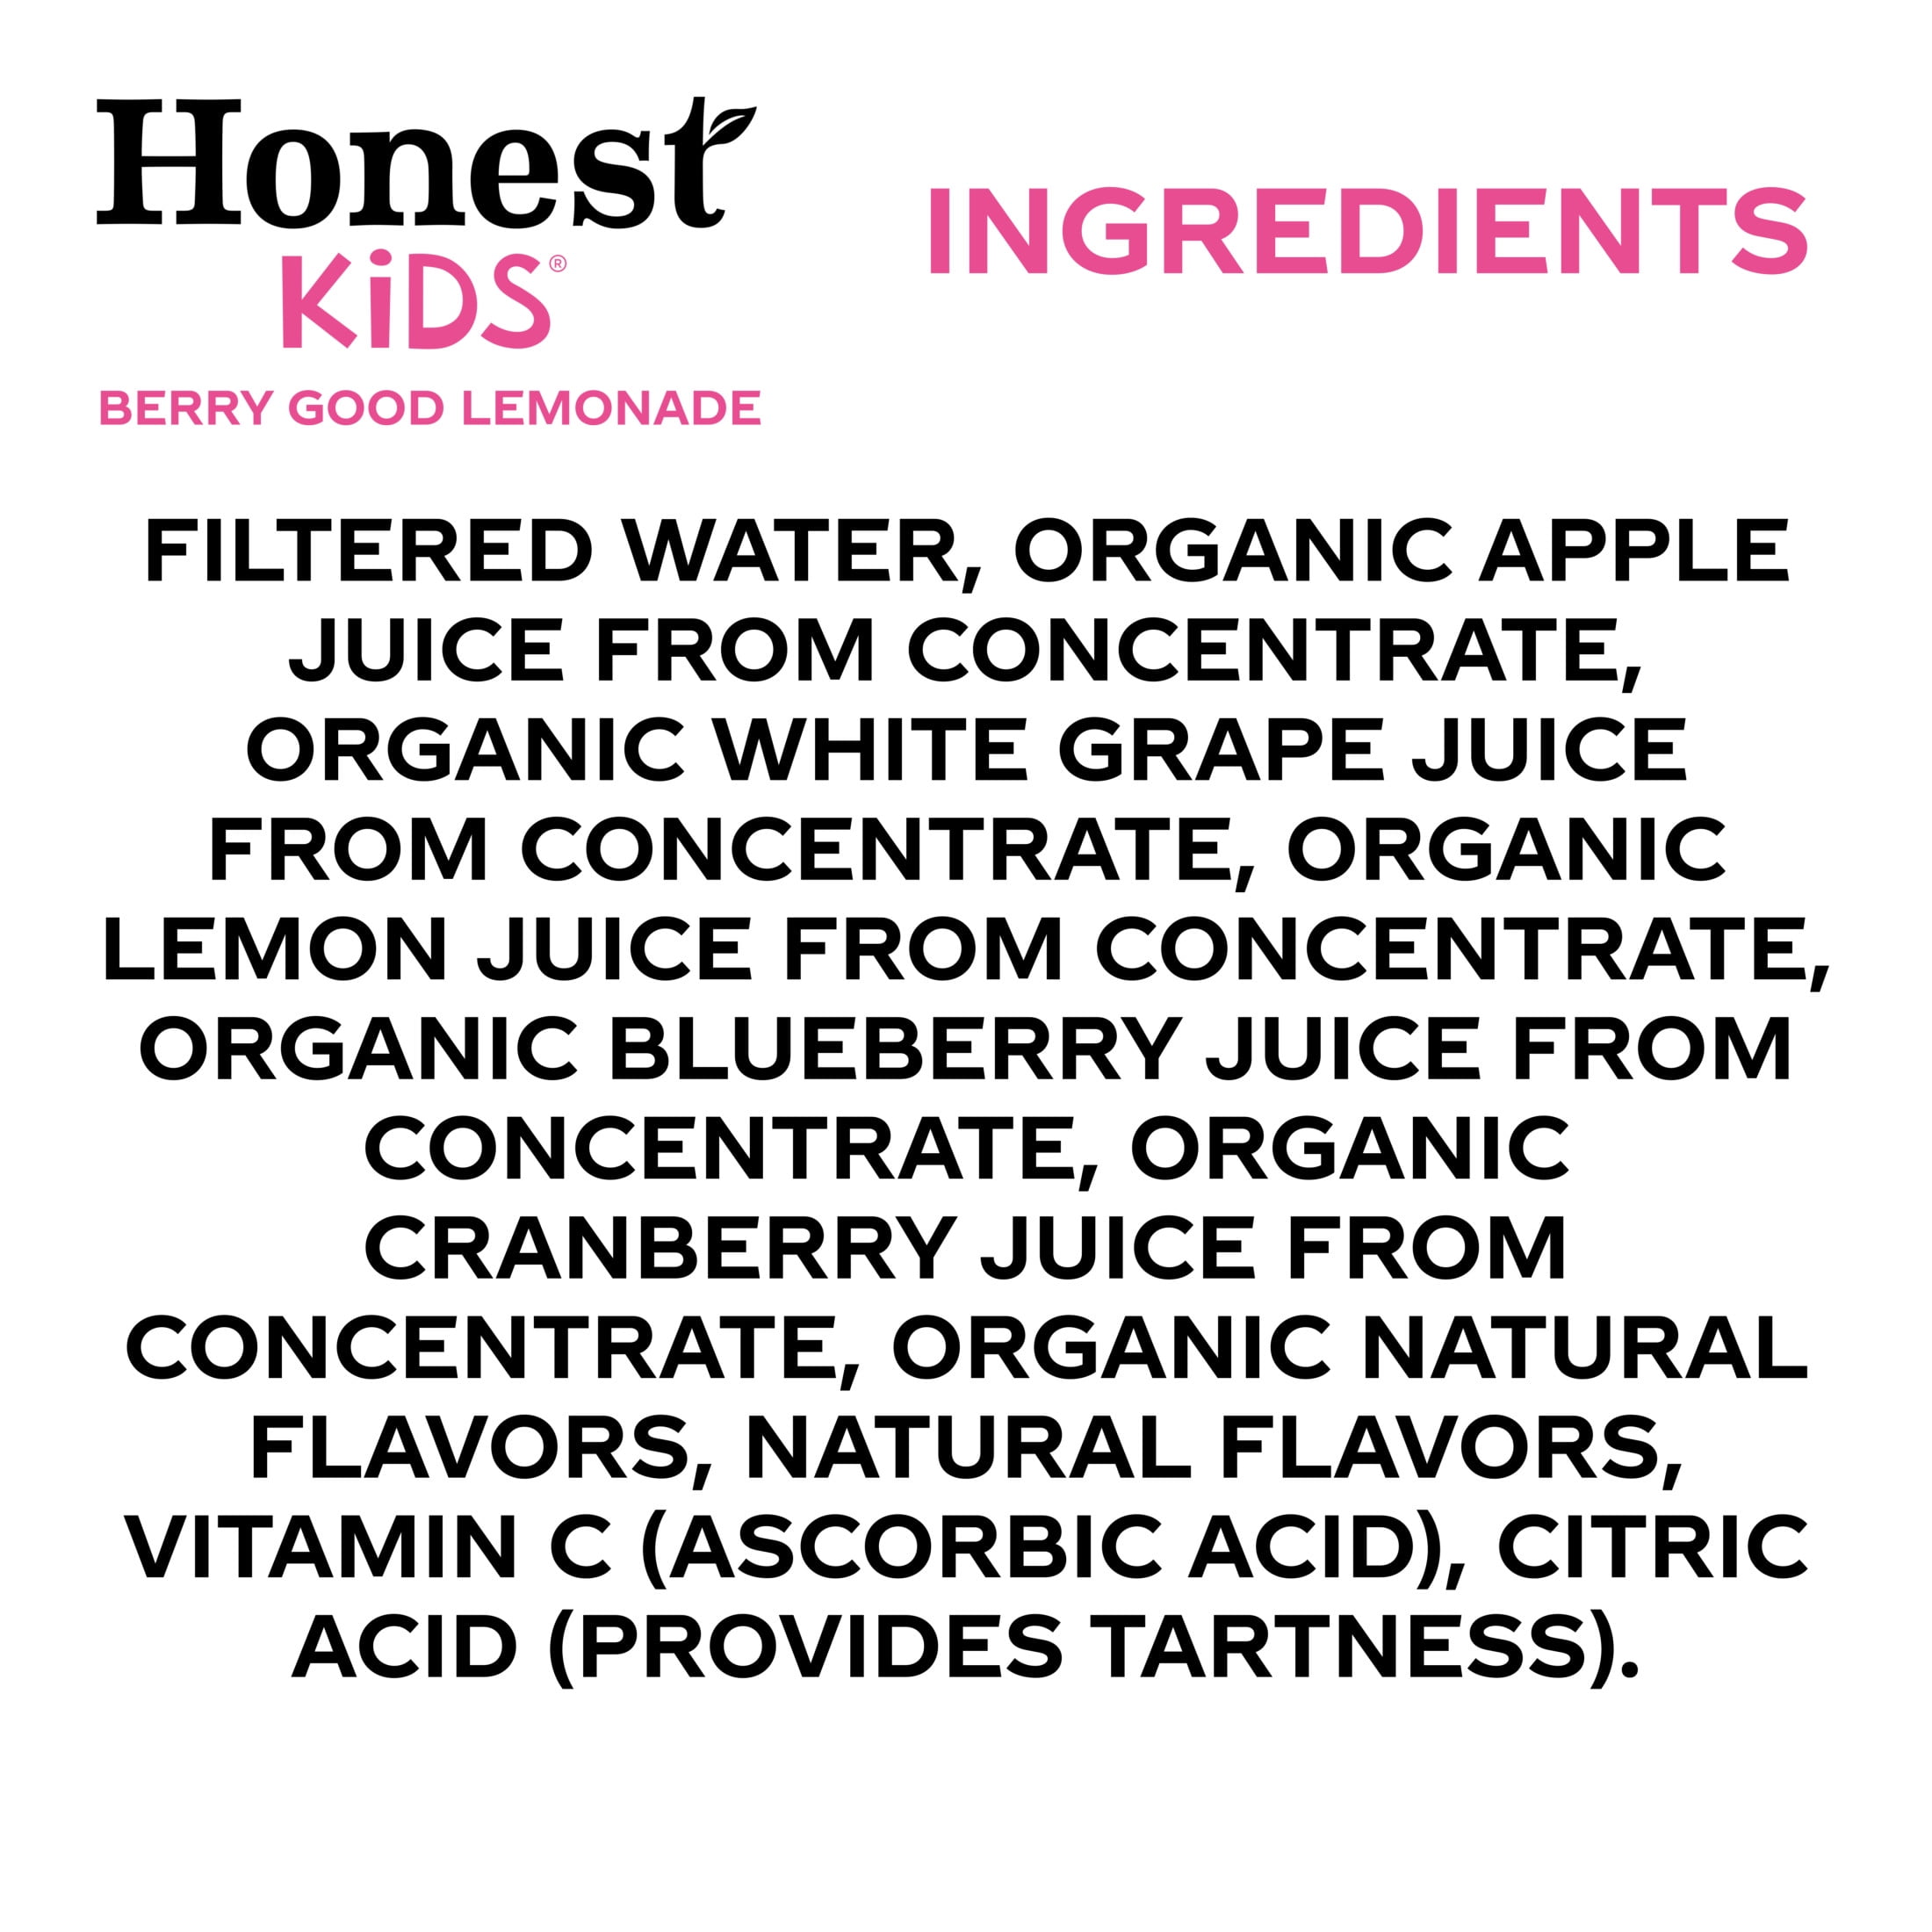 Honest
KiDS®
BERRY GOOD LEMONADE
INGREDIENTS
FILTERED WATER, ORGANIC APPLE
JUICE FROM CONCENTRATE,
ORGANIC WHITE GRAPE JUICE
FROM CONCENTRATE, ORGANIC
LEMON JUICE FROM CONCENTRATE,
ORGANIC BLUEBERRY JUICE FROM
CONCENTRATE, ORGANIC
CRANBERRY JUICE FROM
CONCENTRATE, ORGANIC NATURAL
FLAVORS, NATURAL FLAVORS,
VITAMIN C (ASCORBIC ACID), CITRIC
ACID (PROVIDES TARTNESS).